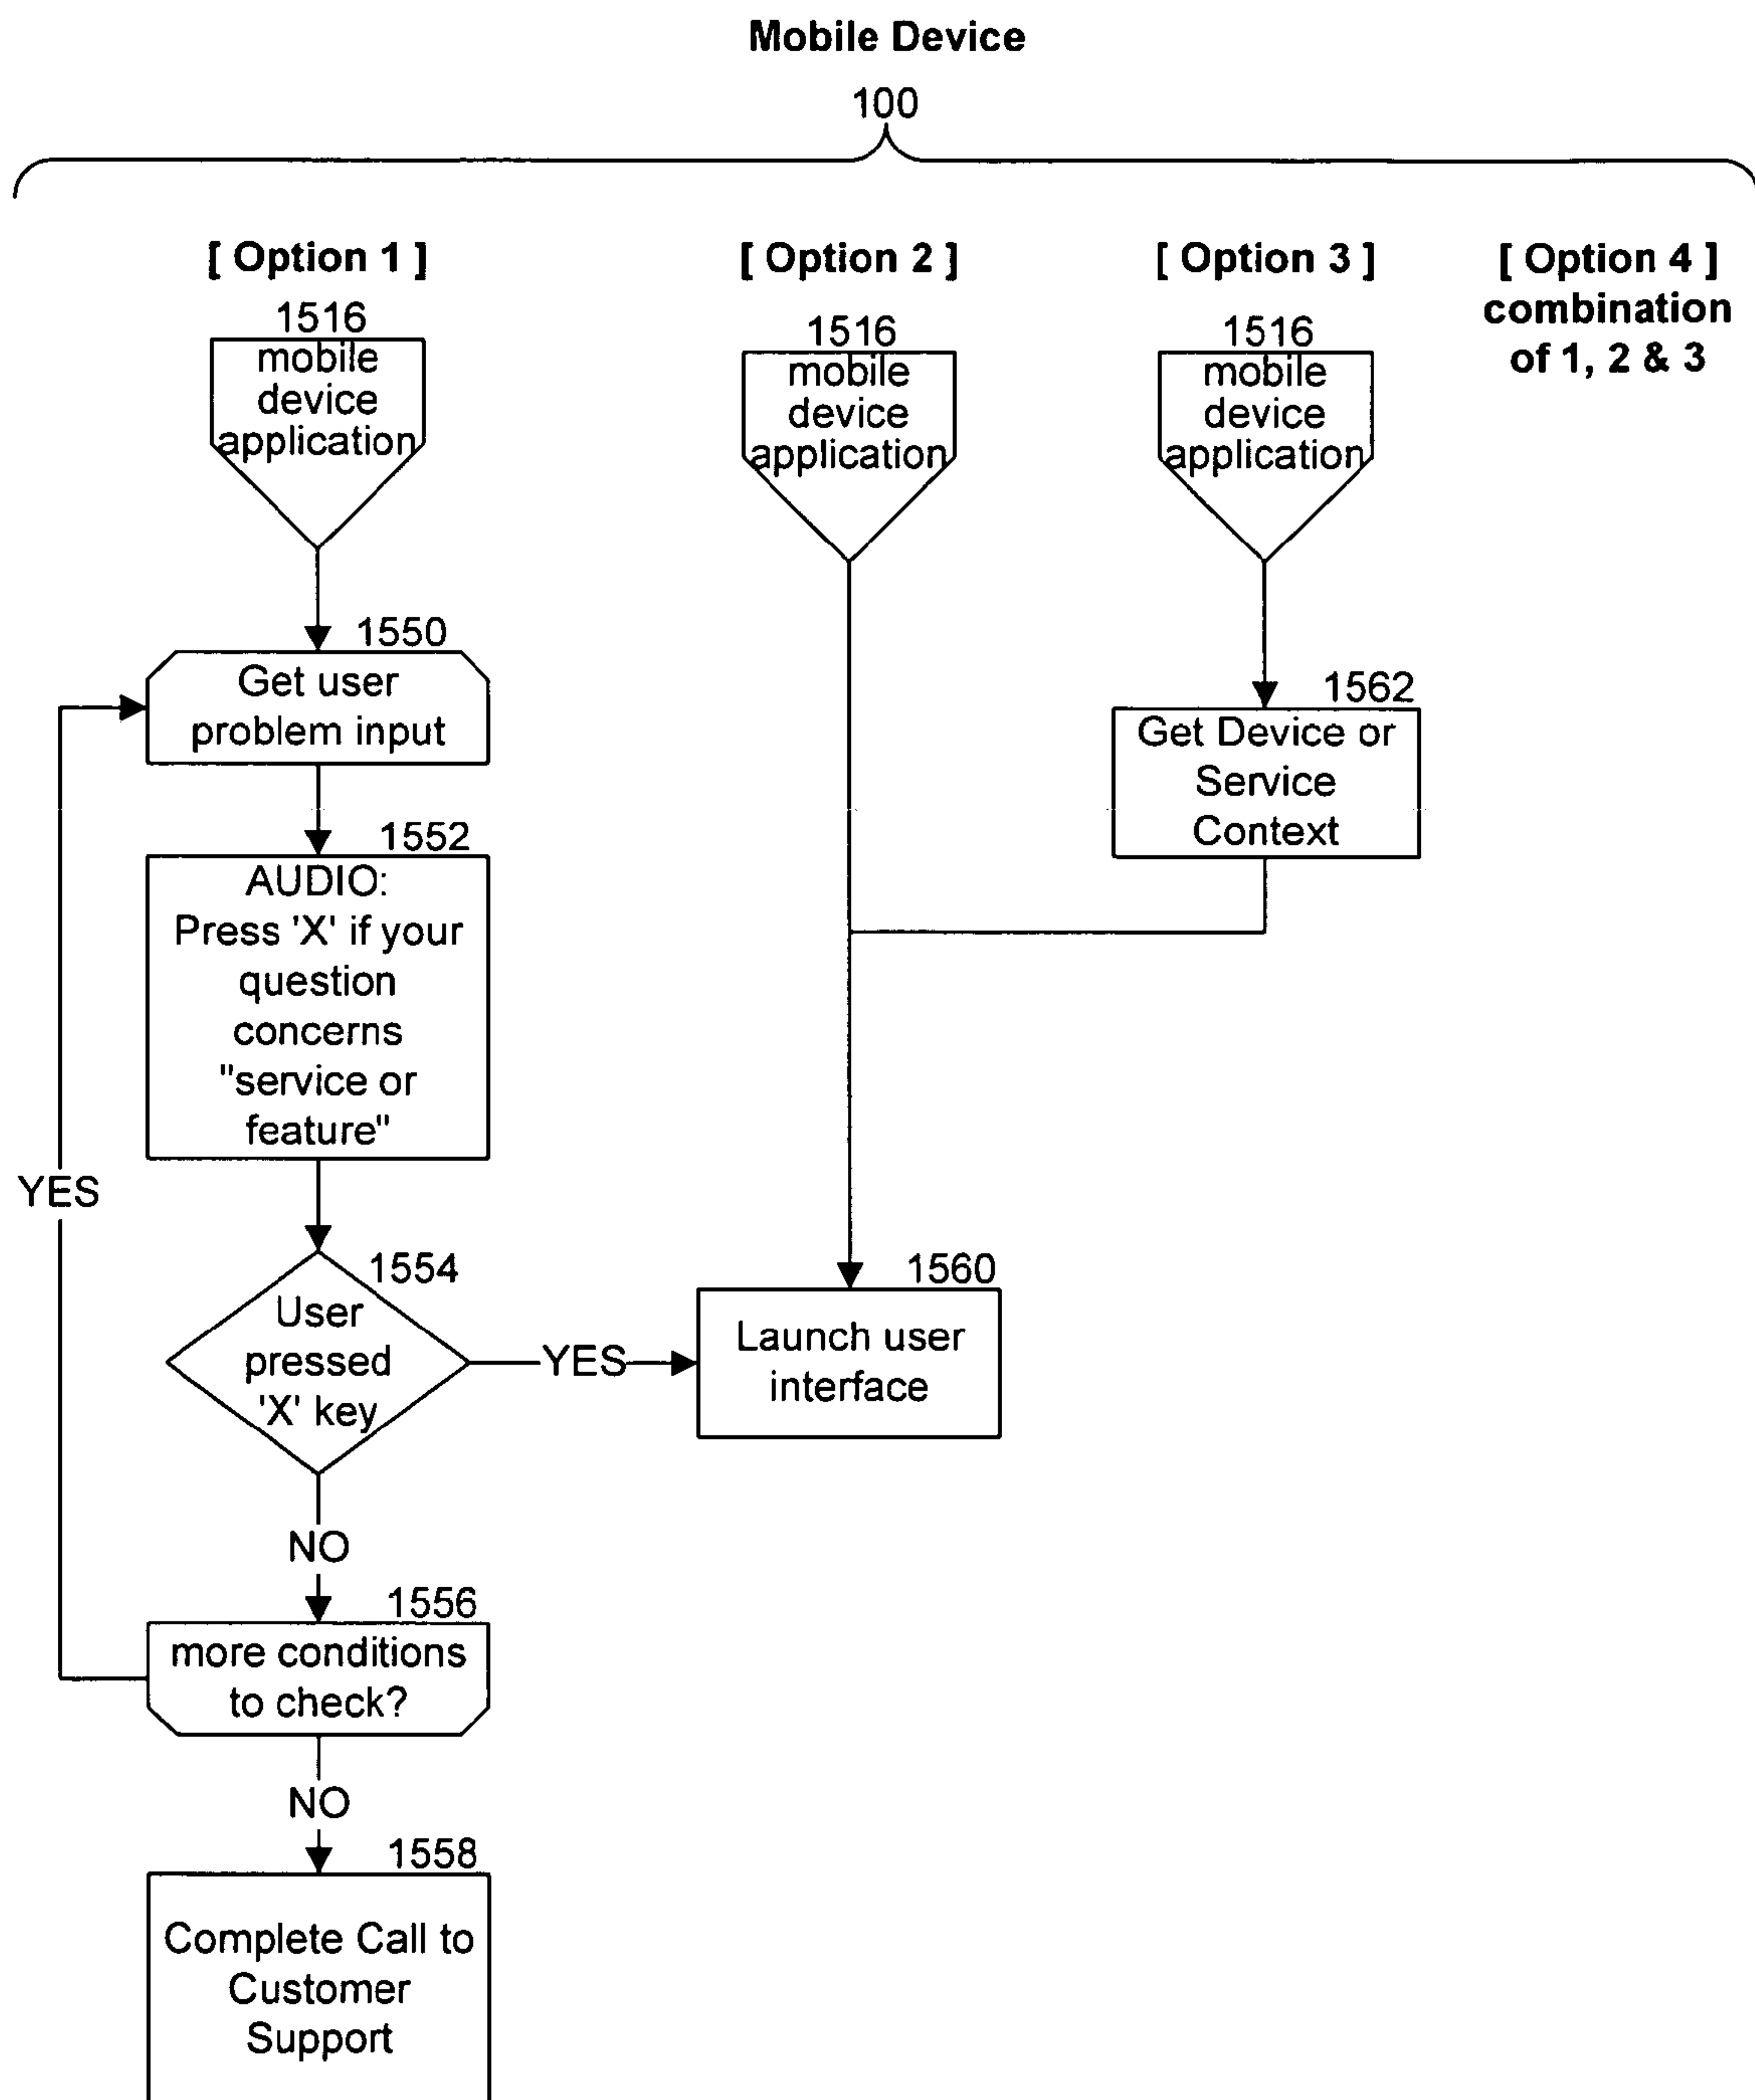 Mobile Device
100
[ Option 1 ]
1516
mobile
device
application
1550
Get user
problem input
1552
AUDIO:
Press 'X' if your
question
concerns
"service or
feature"
1554
User
pressed
'X' key
YES
NO
1556
more conditions
to check?
YES
NO
1558
Complete Call to
Customer
Support
[ Option 2 ]
1516
mobile
device
application
1560
Launch user
interface
[ Option 3 ]
1516
mobile
device
application
1562
Get Device or
Service
Context
[ Option 4 ]
combination
of 1, 2 & 3